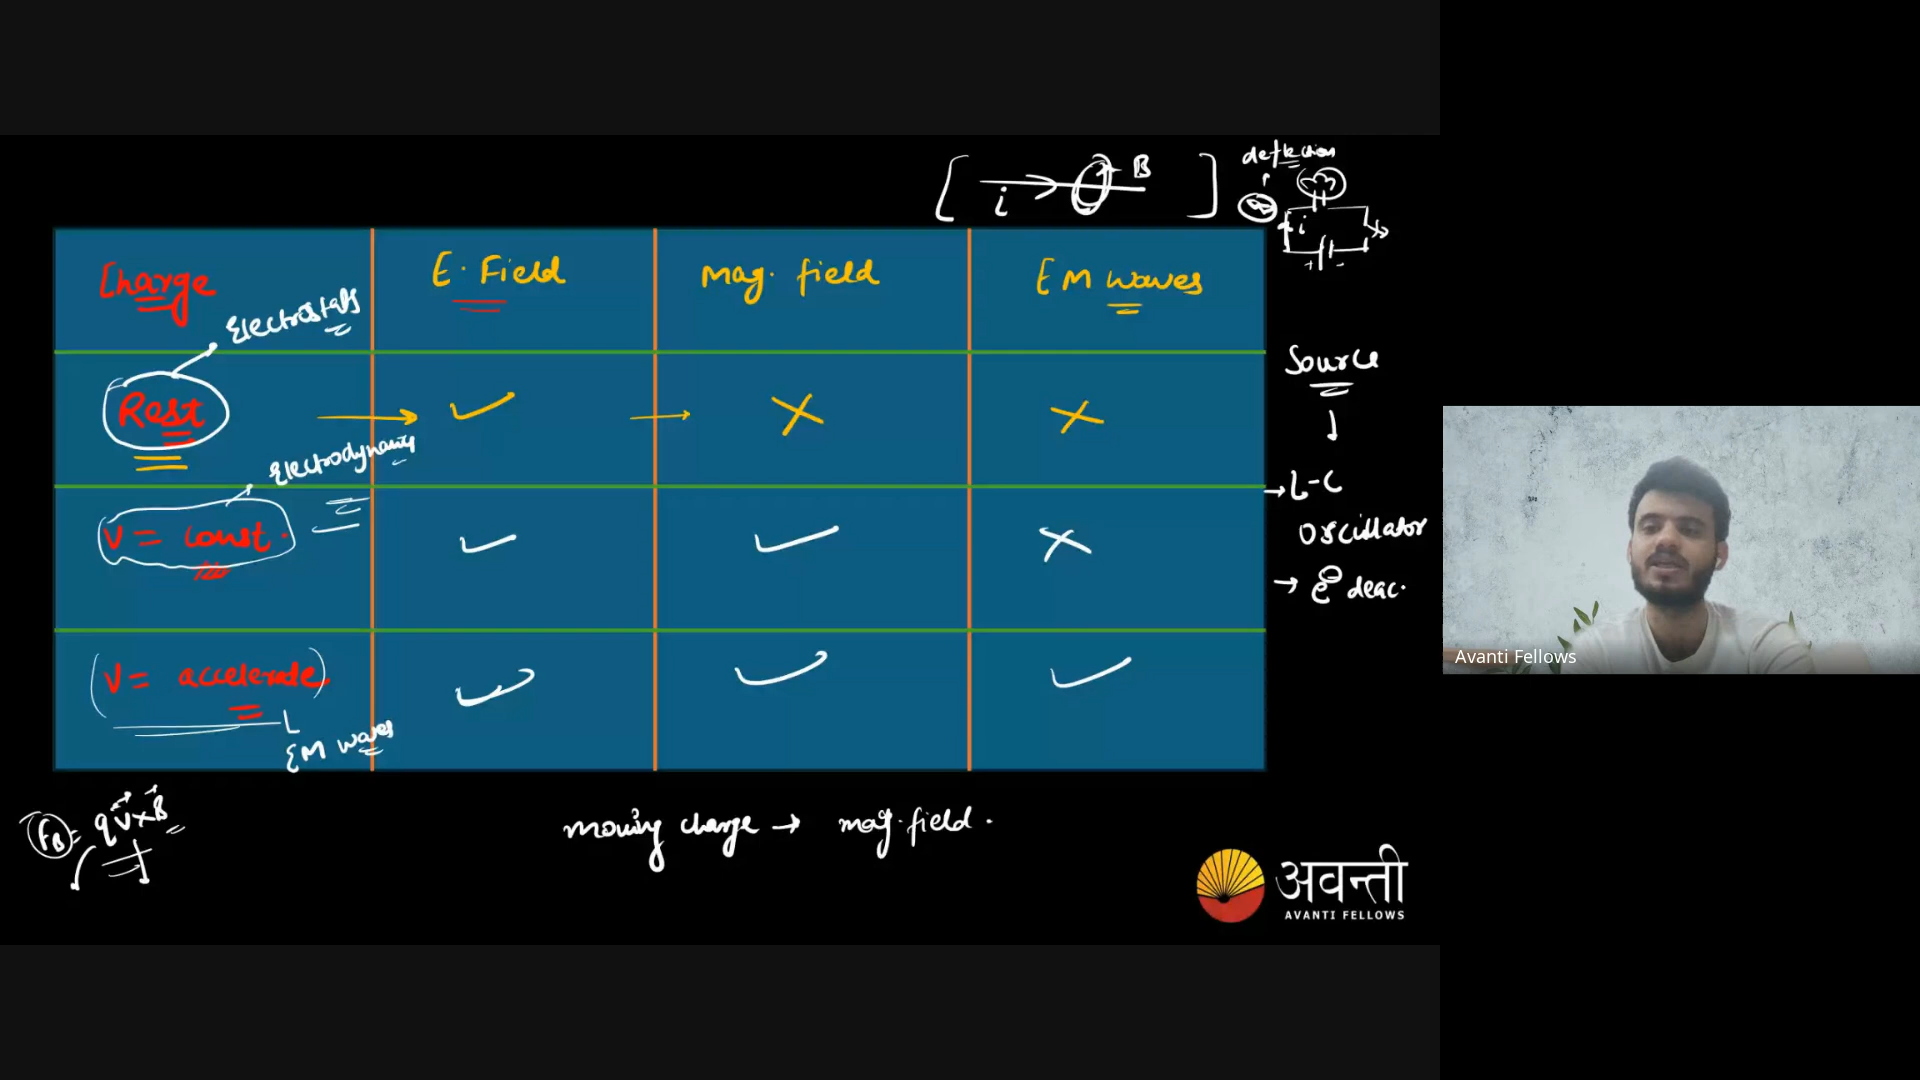 i B
deflection
i
+ -
Charge E. Field Mag. field EM waves
Electrostats
Rest
Electrodynamics
V = const.
V = accelerate
EM waves
Source
→ L-C
Oscillator
→ e⊖ deac.
F_B = qv⃗×B⃗
moving charge → mag. field.
अवन्ती
AVANTI FELLOWS
Avanti Fellows